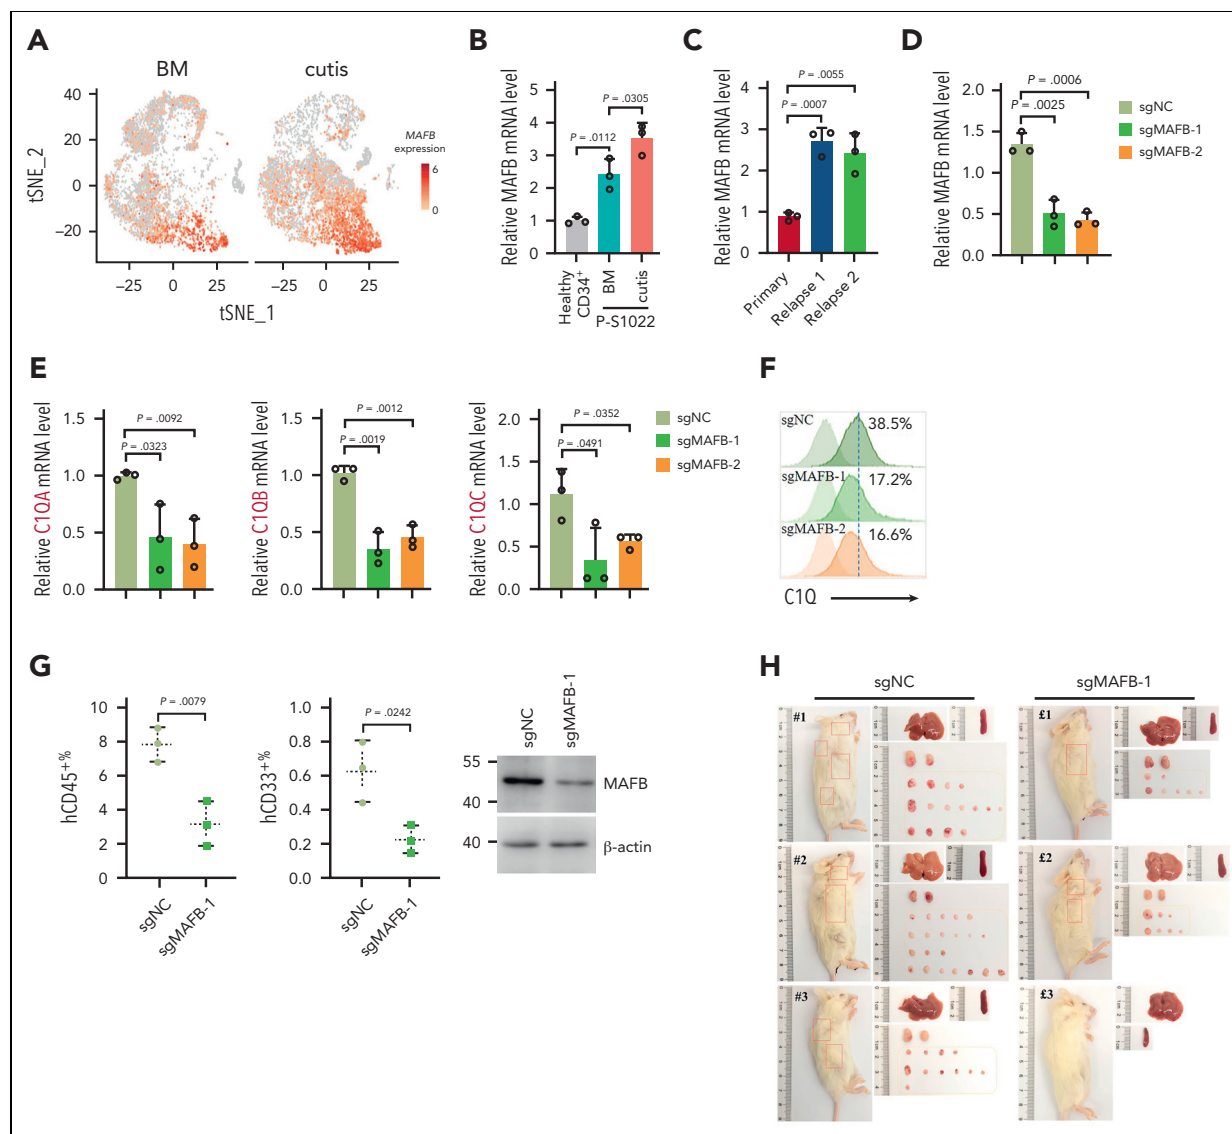 A
BM
cutis
tSNE_2
40
20
0
−20
−25
0
25
−25
0
25
tSNE_1
MAFB
expression
6
0
B
Relative MAFB mRNA level
5
4
3
2
1
0
P = .0305
P = .0112
Healthy
CD34+
BM
cutis
P-S1022
C
Relative MAFB mRNA level
4
3
2
1
0
P = .0055
P = .0007
Primary
Relapse 1
Relapse 2
D
Relative MAFB mRNA level
2.0
1.5
1.0
0.5
0.0
P = .0006
P = .0025
sgNC
sgMAFB-1
sgMAFB-2
E
Relative C1QA mRNA level
1.5
1.0
0.5
0.0
P = .0092
P = .0323
Relative C1QB mRNA level
1.5
1.0
0.5
0.0
P = .0012
P = .0019
Relative C1QC mRNA level
2.0
1.5
1.0
0.5
0.0
P = .0352
P = .0491
sgNC
sgMAFB-1
sgMAFB-2
F
sgNC
38.5%
sgMAFB-1
17.2%
sgMAFB-2
16.6%
C1Q
G
hCD45+%
10
8
6
4
2
0
P = .0079
sgNC
sgMAFB-1
hCD33+%
1.0
0.8
0.6
0.4
0.2
0.0
P = .0242
sgNC
sgMAFB-1
sgNC
sgMAFB-1
55
40
MAFB
40
β-actin
H
sgNC
sgMAFB-1
#1
#2
#3
£1
£2
£3